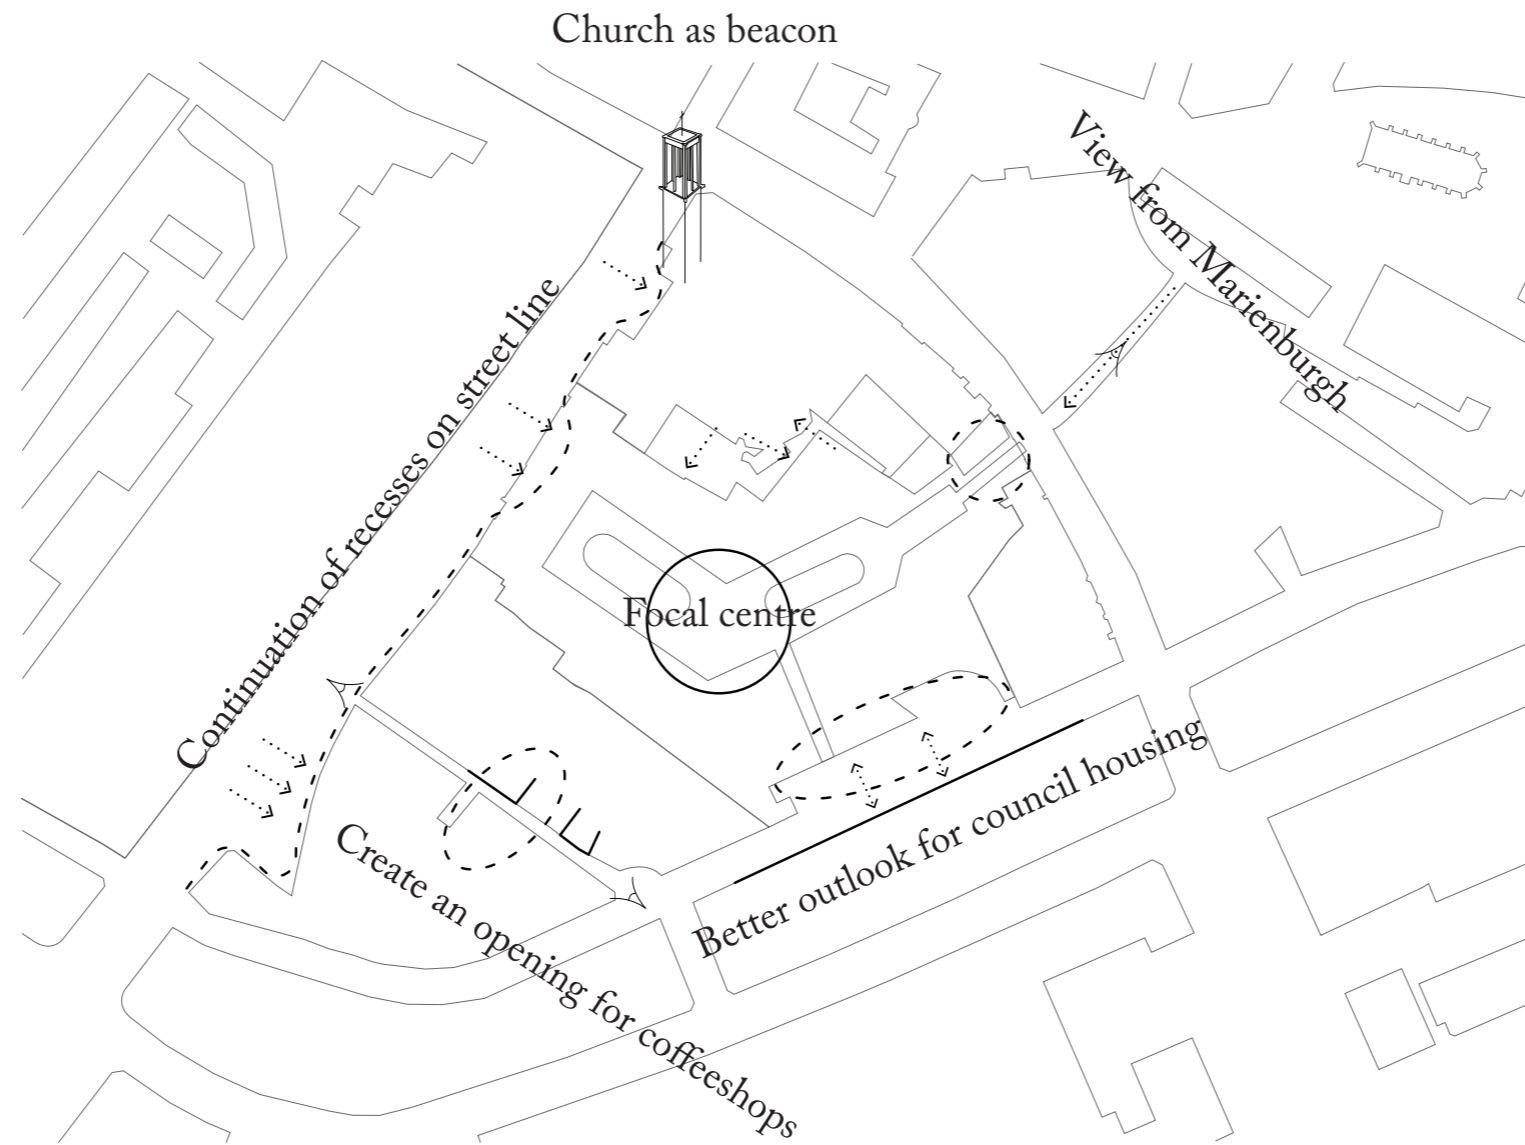 Church as beacon
View from Marienburgh
Continuation of recesses on street line
Focal centre
Better outlook for council housing
Create an opening for coffeeshops